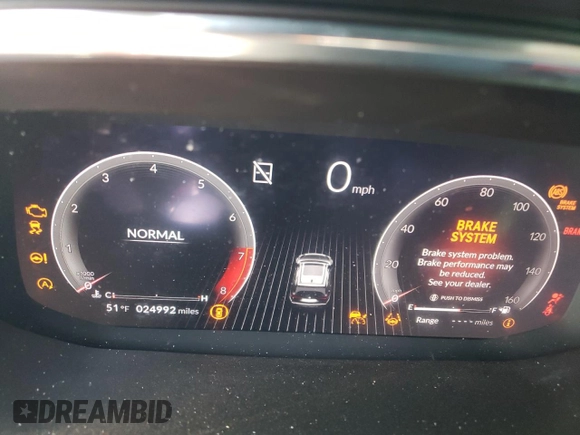 0 mph
3 4 5
2 6
1 7
0 8
x1000
NORMAL
C H
51°F 024992 miles
60 80 100
40 120
20 140
0 160
BRAKE
SYSTEM
Brake system problem.
Brake performance may
be reduced.
See your dealer.
PUSH TO DISMISS
E F
Range ---- miles
BRAKE
SYSTEM
BRA
DREAMBID